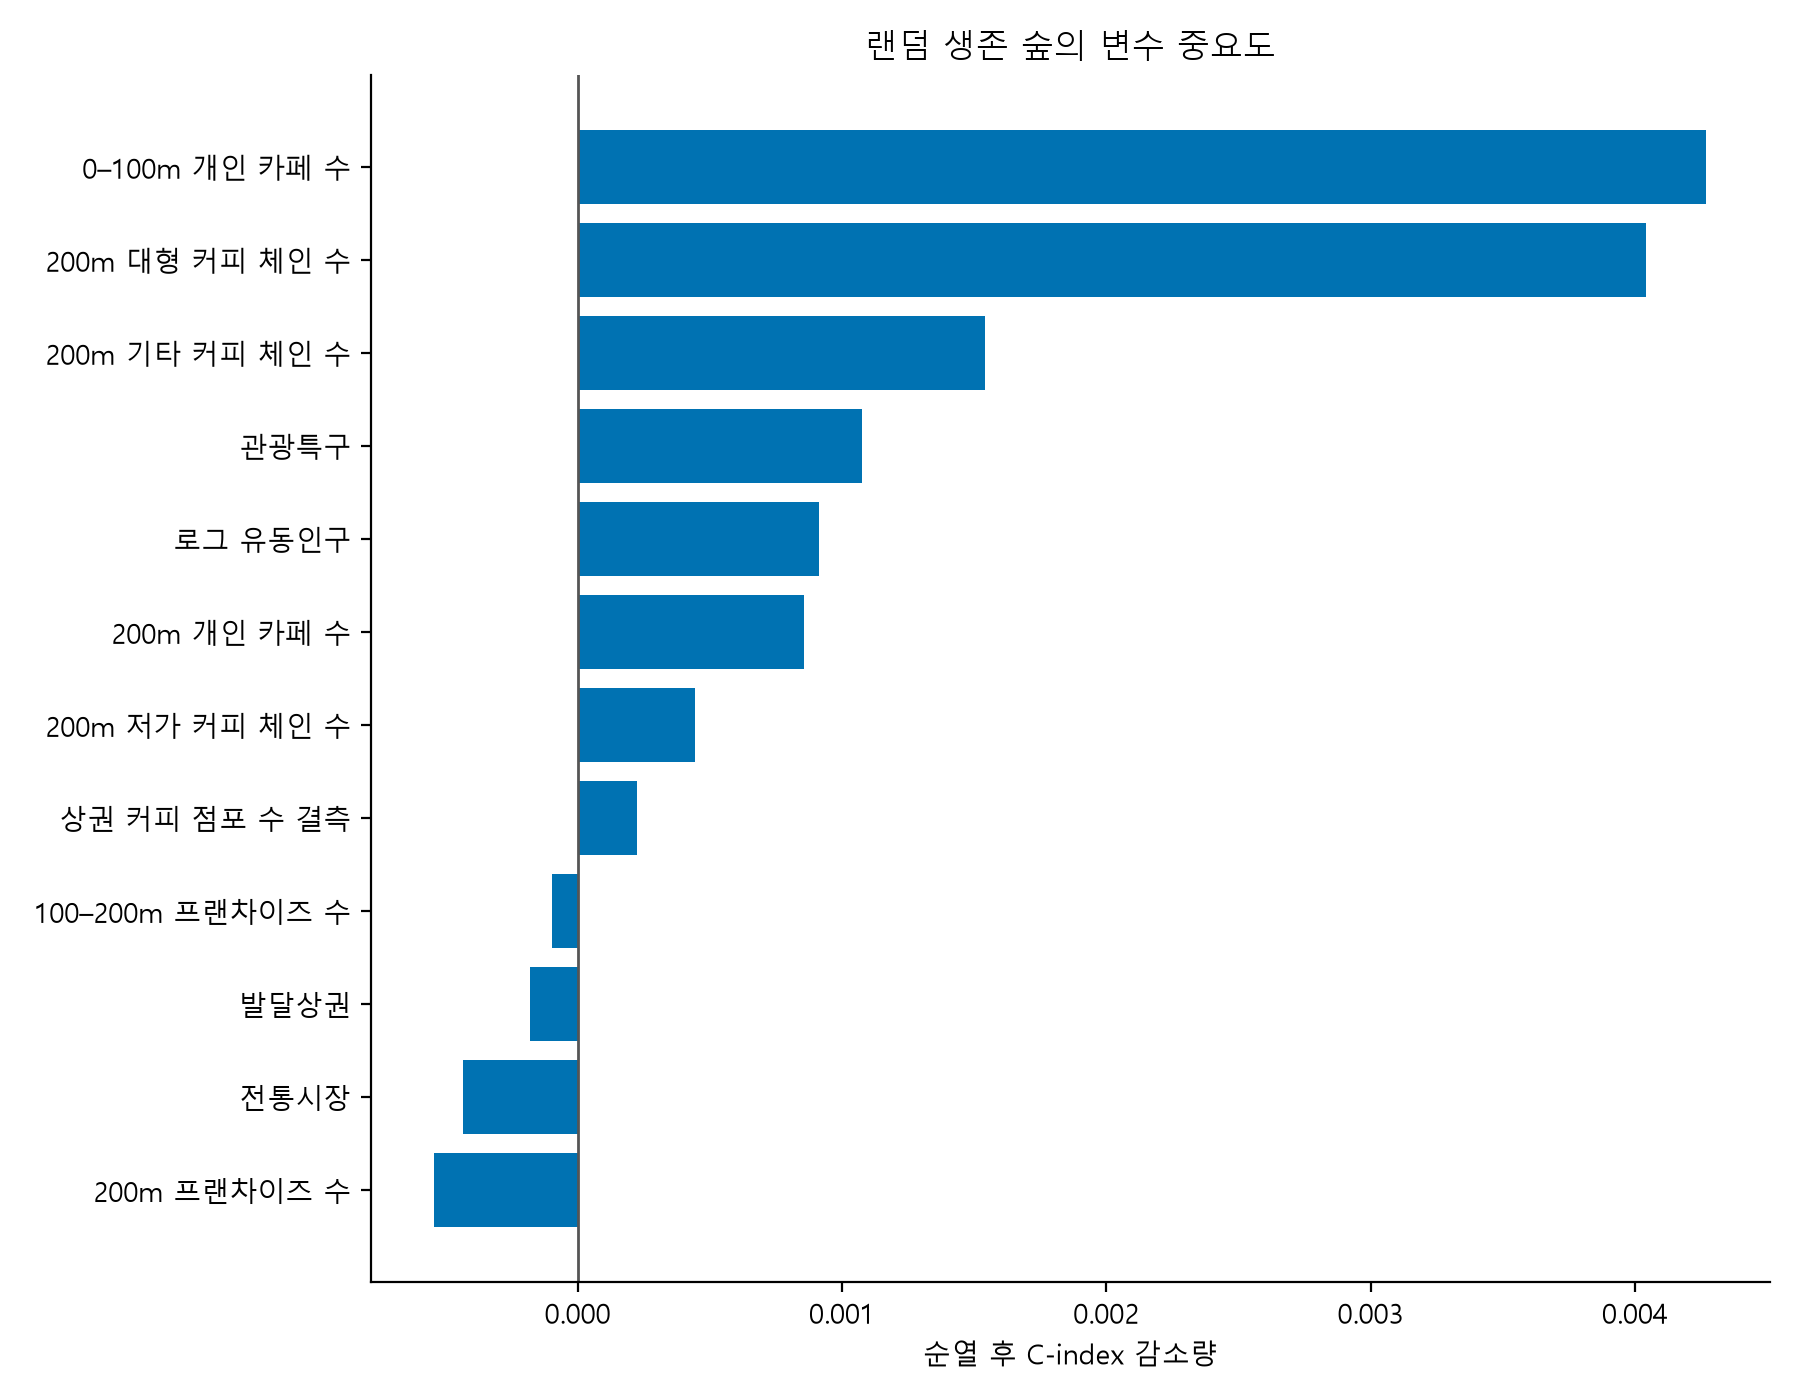 랜덤 생존 숲의 변수 중요도
0–100m 개인 카페 수
200m 대형 커피 체인 수
200m 기타 커피 체인 수
관광특구
로그 유동인구
200m 개인 카페 수
200m 저가 커피 체인 수
상권 커피 점포 수 결측
100–200m 프랜차이즈 수
발달상권
전통시장
200m 프랜차이즈 수
0.000 0.001 0.002 0.003 0.004
순열 후 C-index 감소량